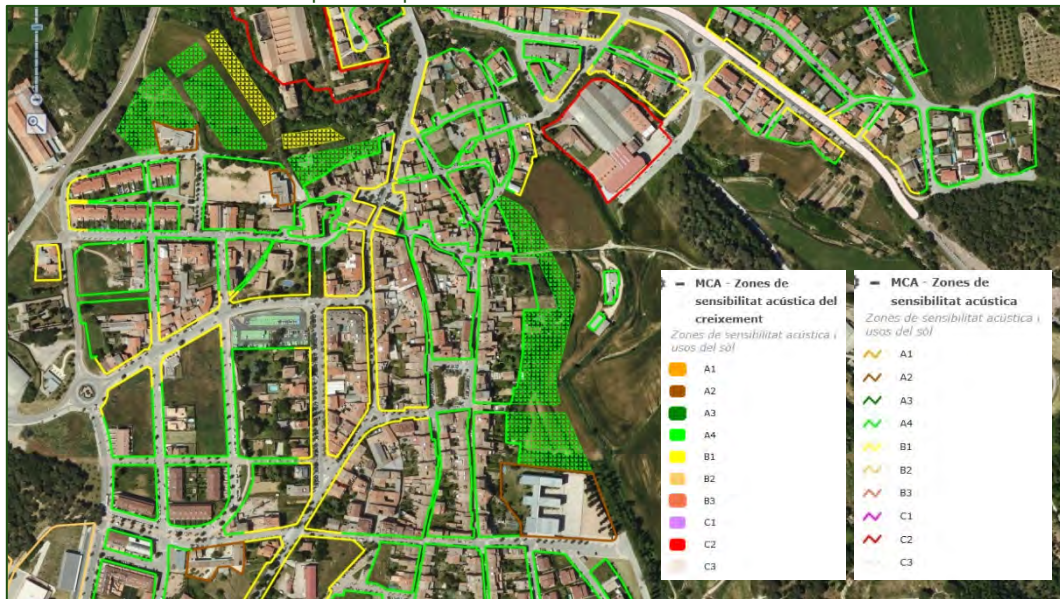 MCA - Zones de
sensibilitat acústica del
creixement
Zones de sensibilitat acústica i
usos del sòl
A1
A2
A3
A4
B1
B2
B3
C1
C2
C3
MCA - Zones de
sensibilitat acústica
Zones de sensibilitat acústica i
usos del sòl
A1
A2
A3
A4
B1
B2
B3
C1
C2
C3